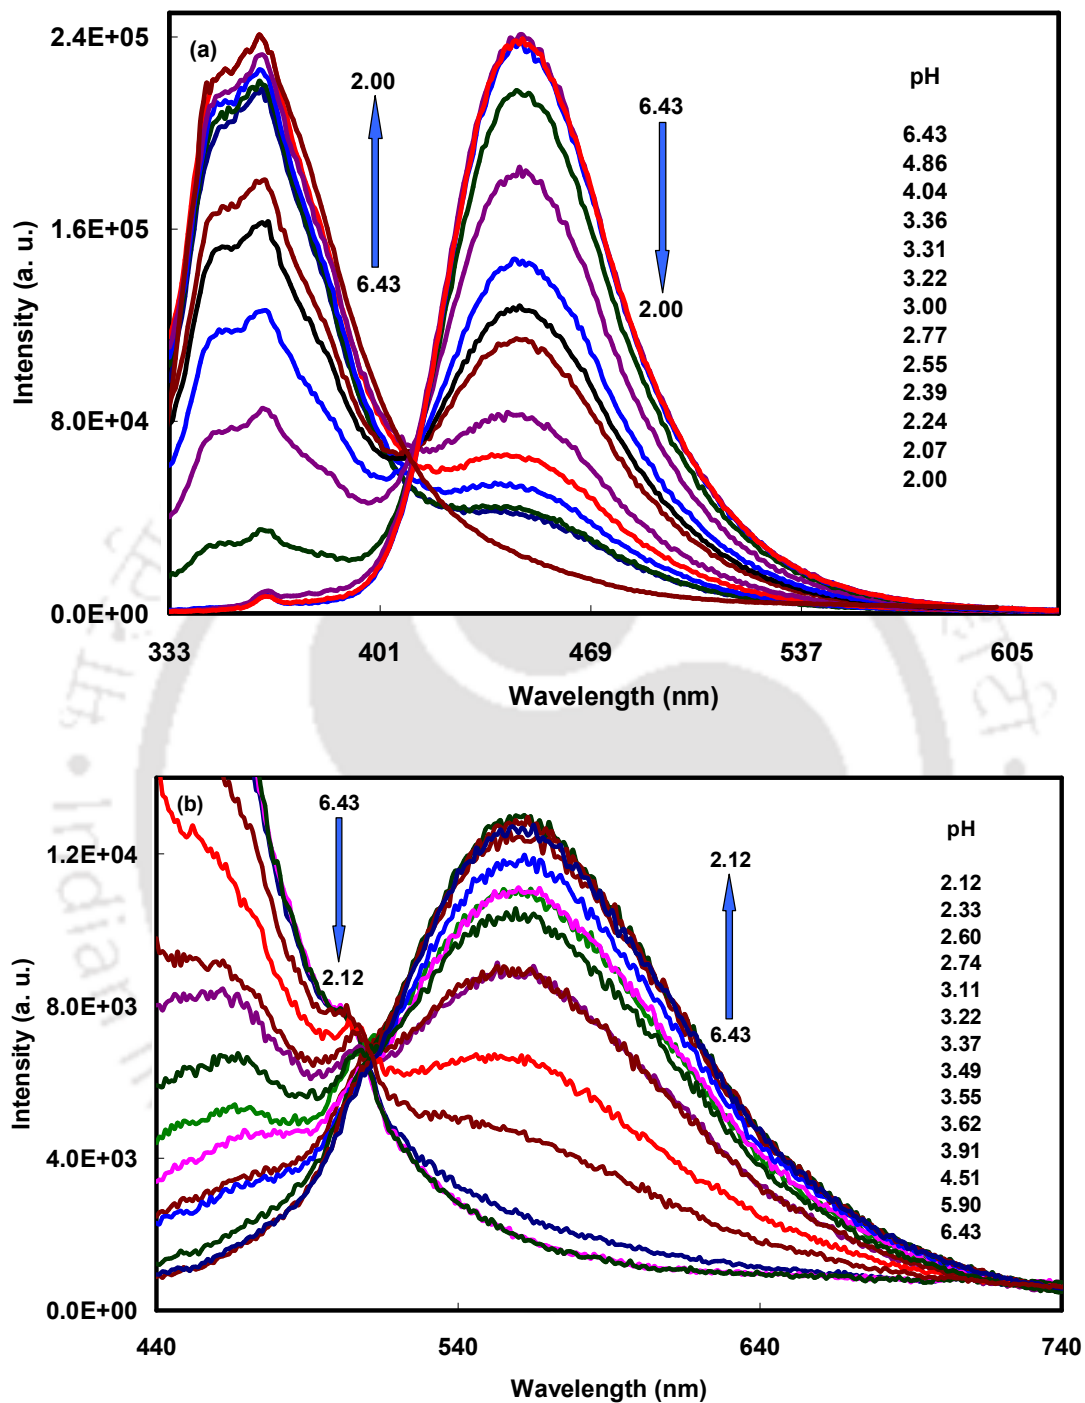 (a)
2.4E+05
1.6E+05
8.0E+04
0.0E+00
Intensity (a. u.)
2.00
6.43
6.43
2.00
pH
6.43
4.86
4.04
3.36
3.31
3.22
3.00
2.77
2.55
2.39
2.24
2.07
2.00
333 401 469 537 605
Wavelength (nm)
(b)
1.2E+04
8.0E+03
4.0E+03
0.0E+00
Intensity (a. u.)
6.43
2.12
2.12
6.43
pH
2.12
2.33
2.60
2.74
3.11
3.22
3.37
3.49
3.55
3.62
3.91
4.51
5.90
6.43
440 540 640 740
Wavelength (nm)
Indian